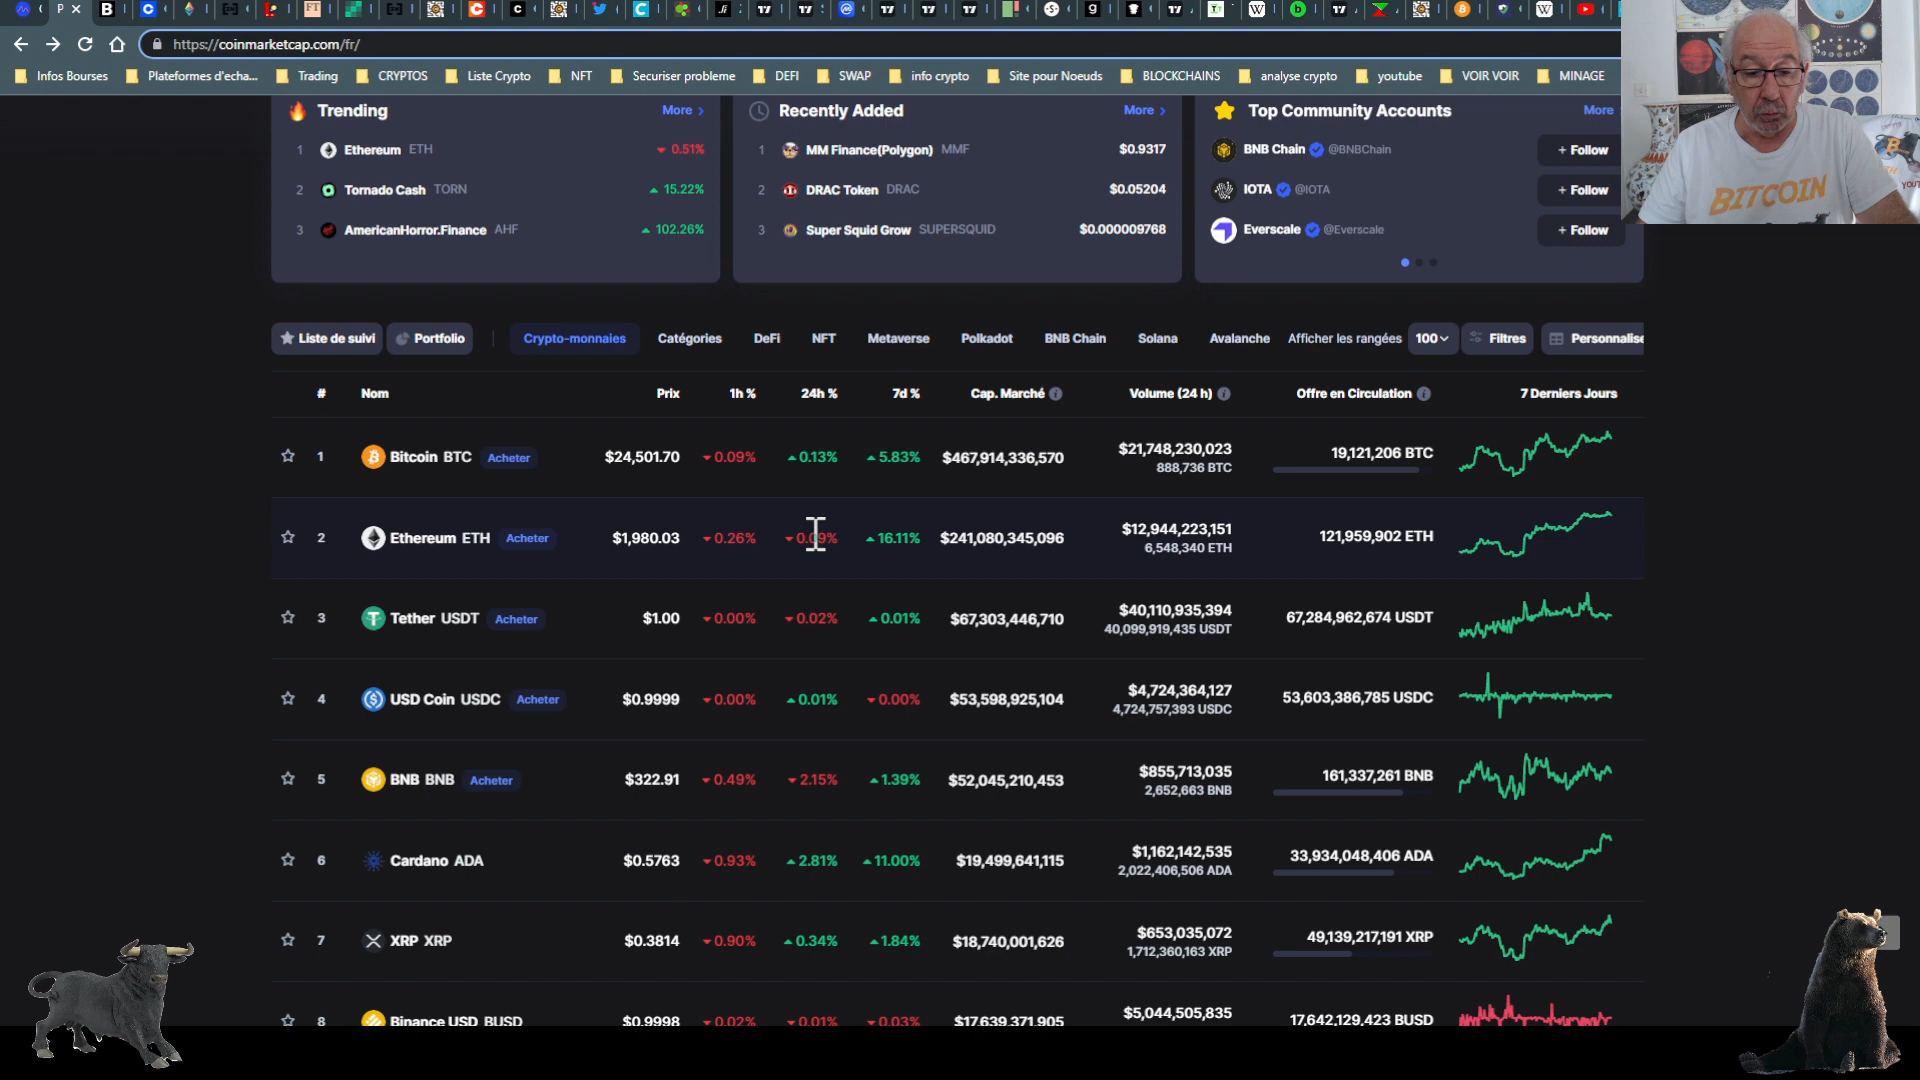 https://coinmarketcap.com/fr/
Infos Bourses Plateformes d'echa... Trading CRYPTOS Liste Crypto NFT Securiser probleme DEFI SWAP info crypto Site pour Noeuds BLOCKCHAINS analyse crypto youtube VOIR VOIR MINAGE
Trending More >
1 Ethereum ETH 0.51%
2 Tornado Cash TORN 15.22%
3 AmericanHorror.Finance AHF 102.26%
Recently Added More >
1 MM Finance(Polygon) MMF $0.9317
2 DRAC Token DRAC $0.05204
3 Super Squid Grow SUPERSQUID $0.000009768
Top Community Accounts More
BNB Chain @BNBChain + Follow
IOTA @IOTA + Follow
Everscale @Everscale + Follow
BITCOIN
Liste de suivi Portfolio Crypto-monnaies Catégories DeFi NFT Metaverse Polkadot BNB Chain Solana Avalanche Afficher les rangées 100 Filtres Personnalise
# Nom Prix 1h % 24h % 7d % Cap. Marché Volume (24 h) Offre en Circulation 7 Derniers Jours
1 Bitcoin BTC Acheter $24,501.70 0.09% 0.13% 5.83% $467,914,336,570 $21,748,230,023 19,121,206 BTC
888,736 BTC
2 Ethereum ETH Acheter $1,980.03 0.26% 0.09% 16.11% $241,080,345,096 $12,944,223,151 121,959,902 ETH
6,548,340 ETH
3 Tether USDT Acheter $1.00 0.00% 0.02% 0.01% $67,303,446,710 $40,110,935,394 67,284,962,674 USDT
40,099,919,435 USDT
4 USD Coin USDC Acheter $0.9999 0.00% 0.01% 0.00% $53,598,925,104 $4,724,364,127 53,603,386,785 USDC
4,724,757,393 USDC
5 BNB BNB Acheter $322.91 0.49% 2.15% 1.39% $52,045,210,453 $855,713,035 161,337,261 BNB
2,652,663 BNB
6 Cardano ADA $0.5763 0.93% 2.81% 11.00% $19,499,641,115 $1,162,142,535 33,934,048,406 ADA
2,022,406,506 ADA
7 XRP XRP $0.3814 0.90% 0.34% 1.84% $18,740,001,626 $653,035,072 49,139,217,191 XRP
1,712,360,163 XRP
8 Binance USD BUSD $0.9998 0.02% 0.01% 0.03% $17,639,371,905 $5,044,505,835 17,642,129,423 BUSD